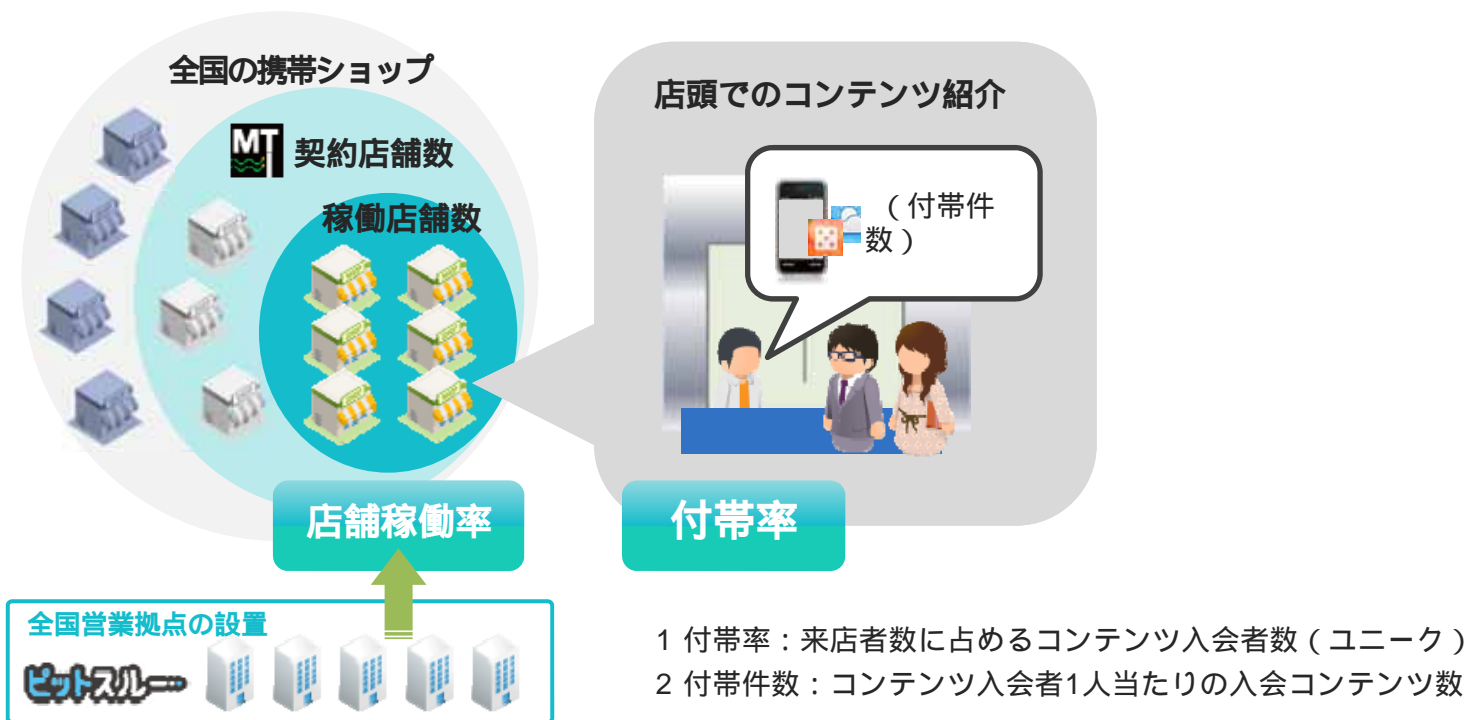 全国の携帯ショップ
MT 契約店舗数
稼働店舗数
店頭でのコンテンツ紹介
（付帯件
数）
店舗稼働率
付帯率
全国営業拠点の設置
ピットスルー
1 付帯率：来店者数に占めるコンテンツ入会者数（ユニーク）
2 付帯件数：コンテンツ入会者1人当たりの入会コンテンツ数